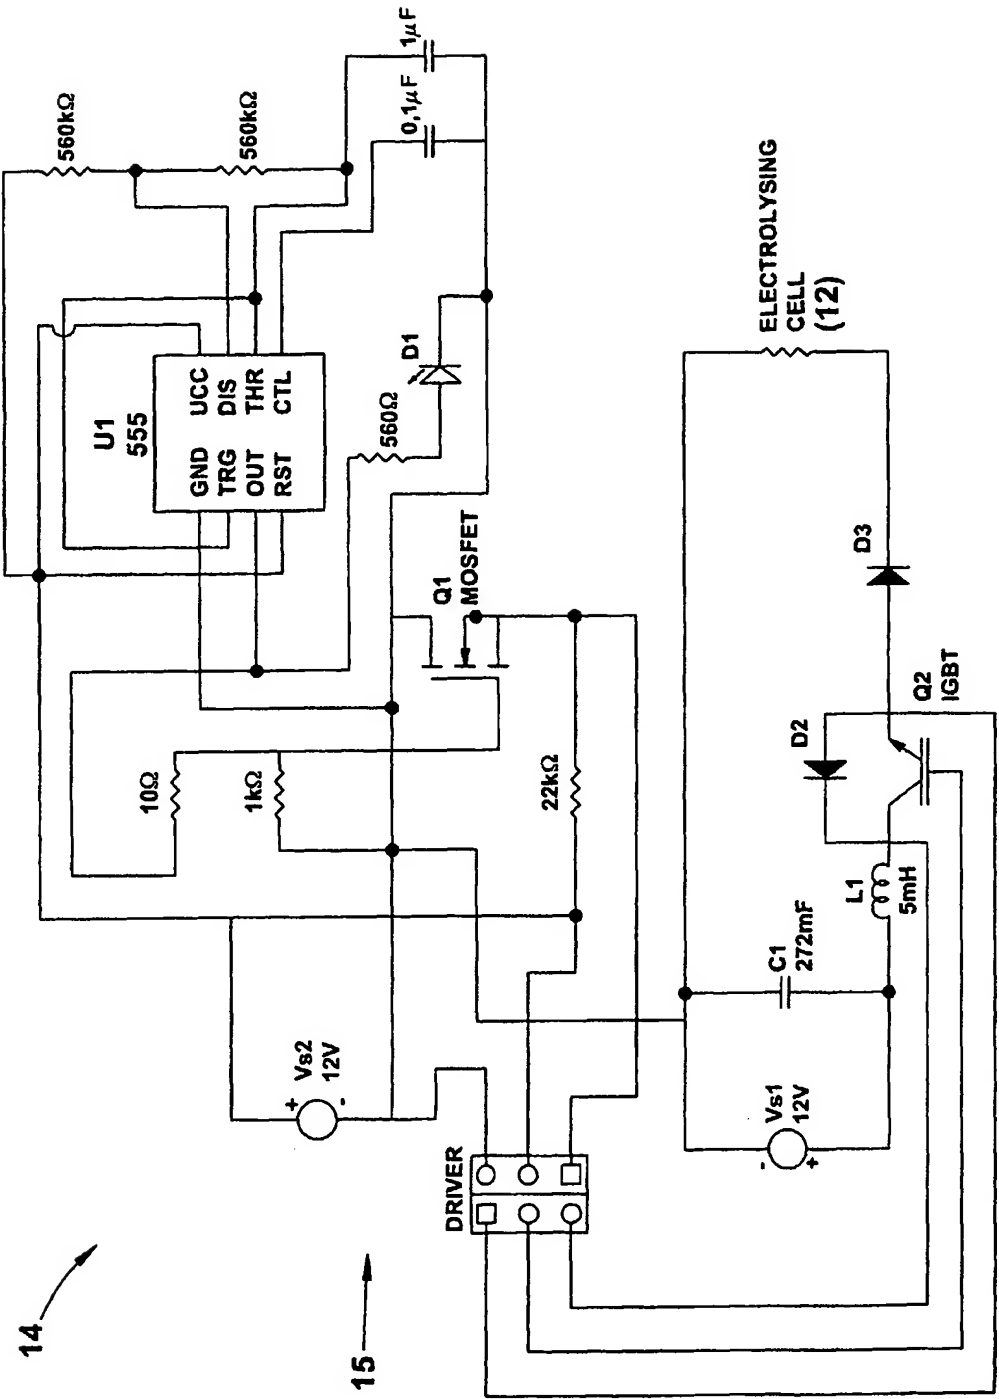 14
15
Vs2
12V
+
-
10Ω
1kΩ
U1
555
GND
TRG
OUT
RST
UCC
DIS
THR
CTL
560kΩ
560kΩ
0,1µF
1µF
560Ω
D1
Q1
MOSFET
22kΩ
DRIVER
Vs1
12V
-
+
C1
272mF
L1
5mH
D2
Q2
IGBT
D3
ELECTROLYSING
CELL
(12)